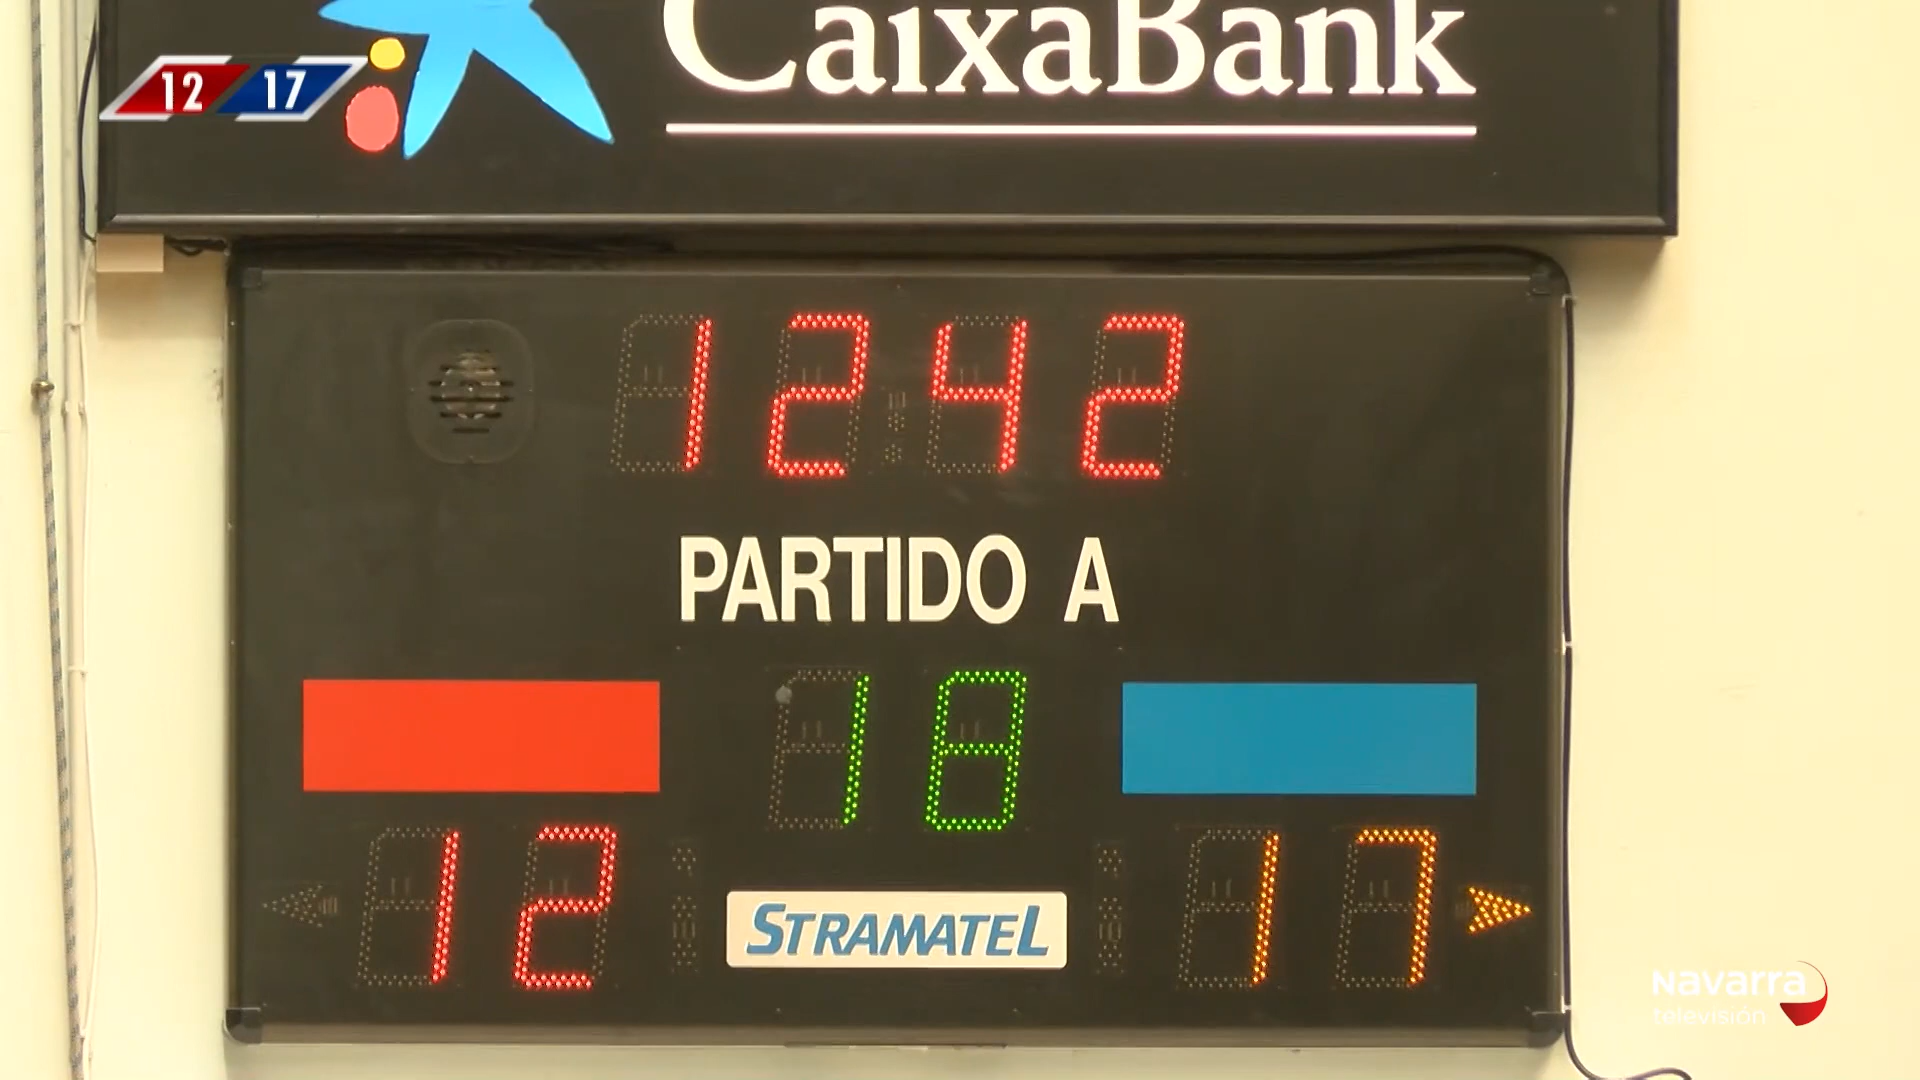 CaixaBank
12 17
1242
PARTIDO A
18
12 17
STRAMATEL
Navarra
televisión